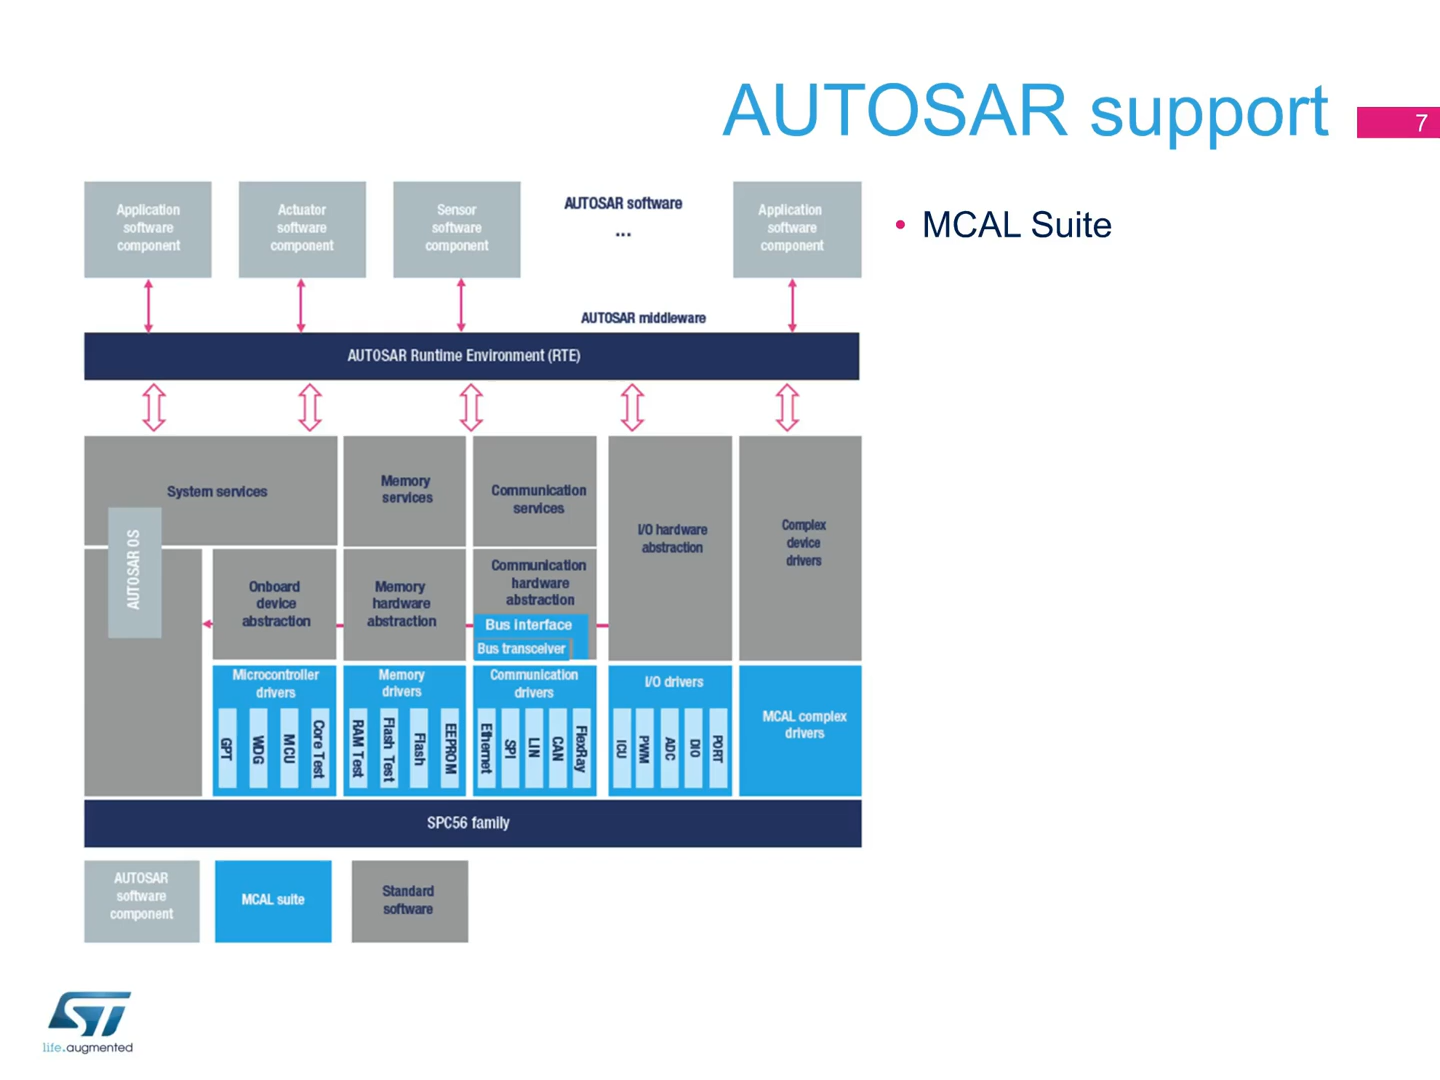 AUTOSAR support
7
Application
software
component
Actuator
software
component
Sensor
software
component
AUTOSAR software
...
Application
software
component
• MCAL Suite
AUTOSAR middleware
AUTOSAR Runtime Environment (RTE)
System services
Memory
services
Communication
services
I/O hardware
abstraction
Complex
device
drivers
AUTOSAR OS
Onboard
device
abstraction
Memory
hardware
abstraction
Communication
hardware
abstraction
Bus interface
Bus transceiver
Microcontroller
drivers
GPT
WDG
MCU
Core Test
Memory
drivers
RAM Test
Flash Test
Flash
EEPROM
Communication
drivers
Ethernet
SPI
LIN
CAN
FlexRay
I/O drivers
ICU
PWM
ADC
DIO
PORT
MCAL complex
drivers
SPC56 family
AUTOSAR
software
component
MCAL suite
Standard
software
ST
life.augmented